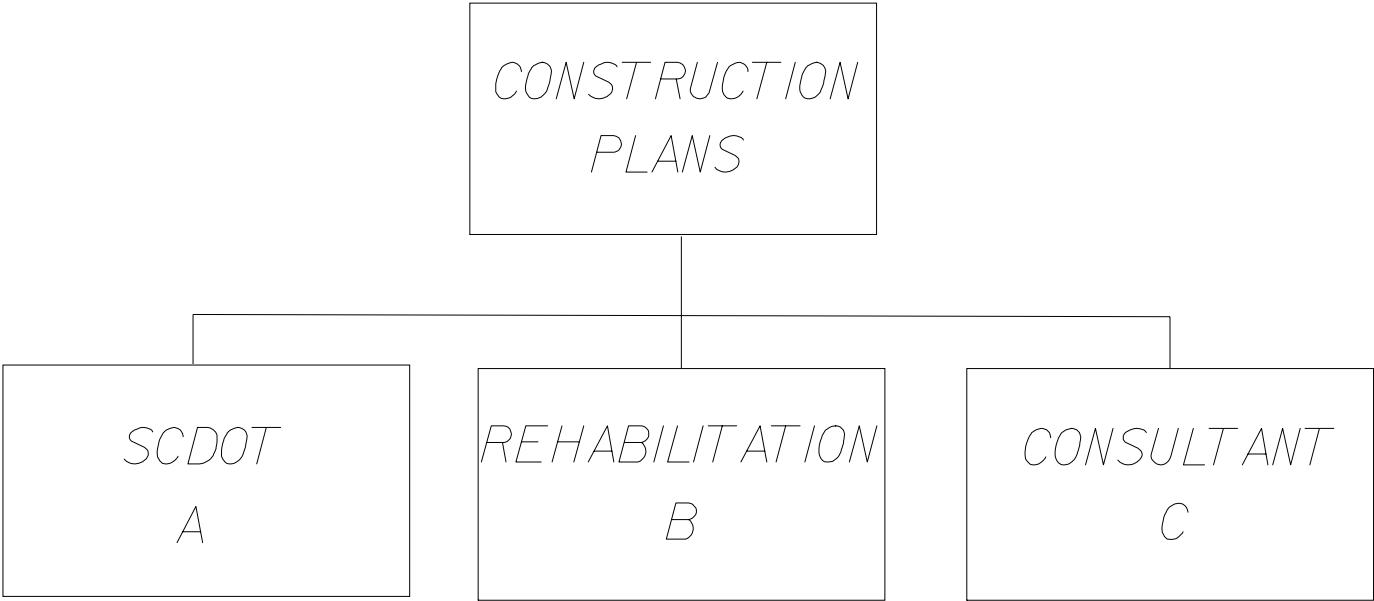 CONSTRUCTION
PLANS
SCDOT
A
REHABILITATION
B
CONSULTANT
C